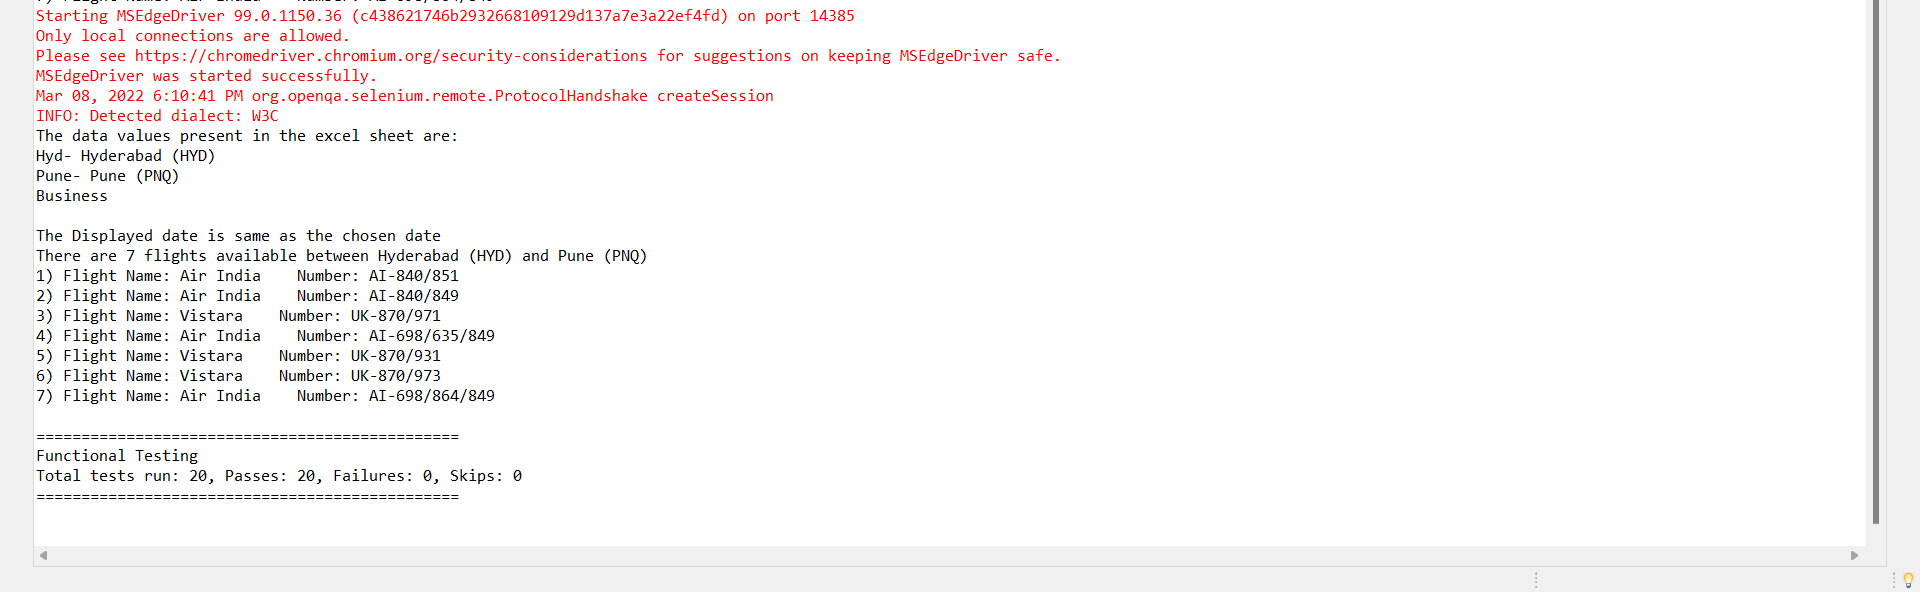 Starting MSEdgeDriver 99.0.1150.36 (c438621746b2932668109129d137a7e3a22ef4fd) on port 14385
Only local connections are allowed.
Please see https://chromedriver.chromium.org/security-considerations for suggestions on keeping MSEdgeDriver safe.
MSEdgeDriver was started successfully.
Mar 08, 2022 6:10:41 PM org.openqa.selenium.remote.ProtocolHandshake createSession
INFO: Detected dialect: W3C
The data values present in the excel sheet are:
Hyd- Hyderabad (HYD)
Pune- Pune (PNQ)
Business
The Displayed date is same as the chosen date
There are 7 flights available between Hyderabad (HYD) and Pune (PNQ)
1) Flight Name: Air India    Number: AI-840/851
2) Flight Name: Air India    Number: AI-840/849
3) Flight Name: Vistara    Number: UK-870/971
4) Flight Name: Air India    Number: AI-698/635/849
5) Flight Name: Vistara    Number: UK-870/931
6) Flight Name: Vistara    Number: UK-870/973
7) Flight Name: Air India    Number: AI-698/864/849
===============================================
Functional Testing
Total tests run: 20, Passes: 20, Failures: 0, Skips: 0
===============================================